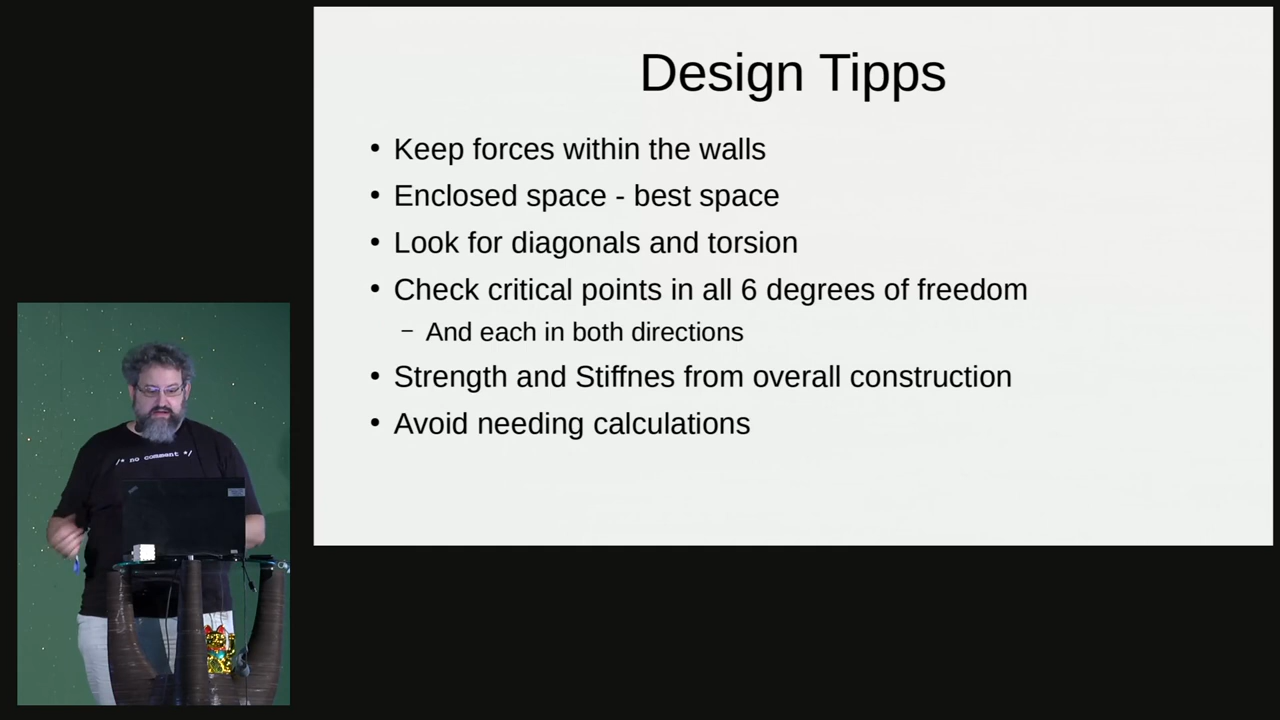 Design Tipps
• Keep forces within the walls
• Enclosed space - best space
• Look for diagonals and torsion
• Check critical points in all 6 degrees of freedom
– And each in both directions
• Strength and Stiffnes from overall construction
• Avoid needing calculations
/* no comment */